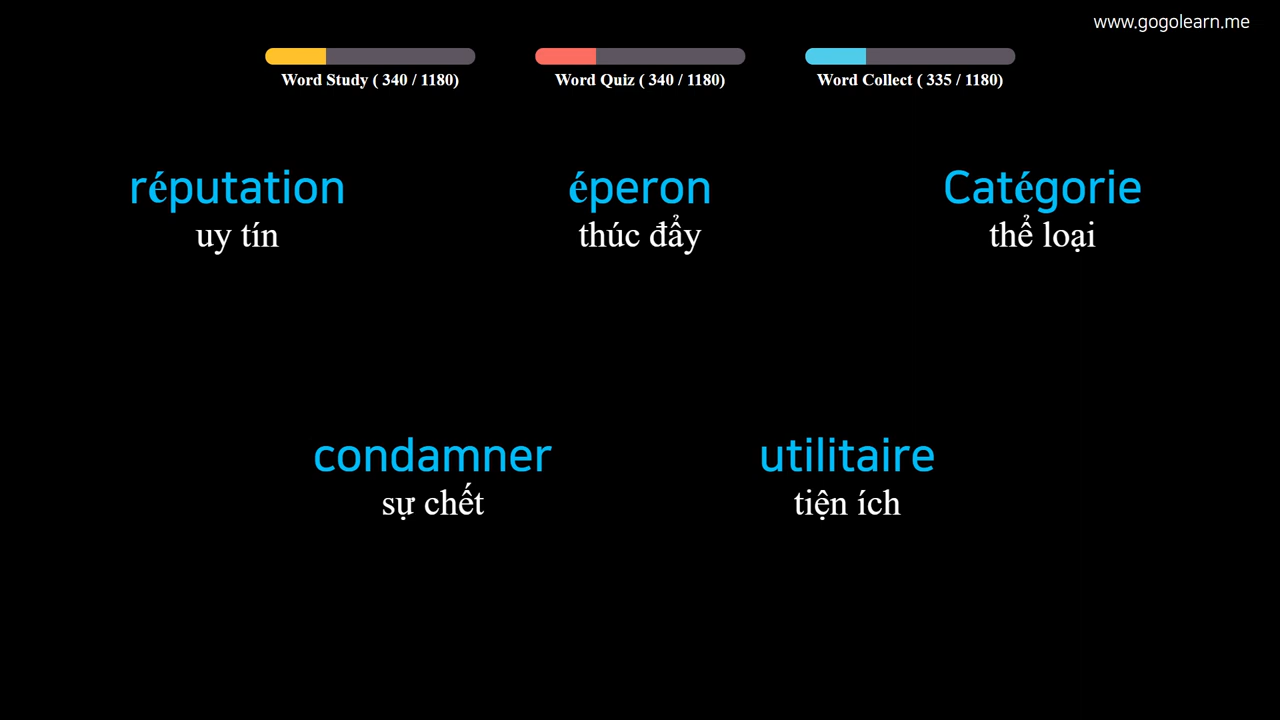 www.gogolearn.me
Word Study ( 340 / 1180)
Word Quiz ( 340 / 1180)
Word Collect ( 335 / 1180)
réputation
uy tín
éperon
thúc đẩy
Catégorie
thể loại
condamner
sự chết
utilitaire
tiện ích